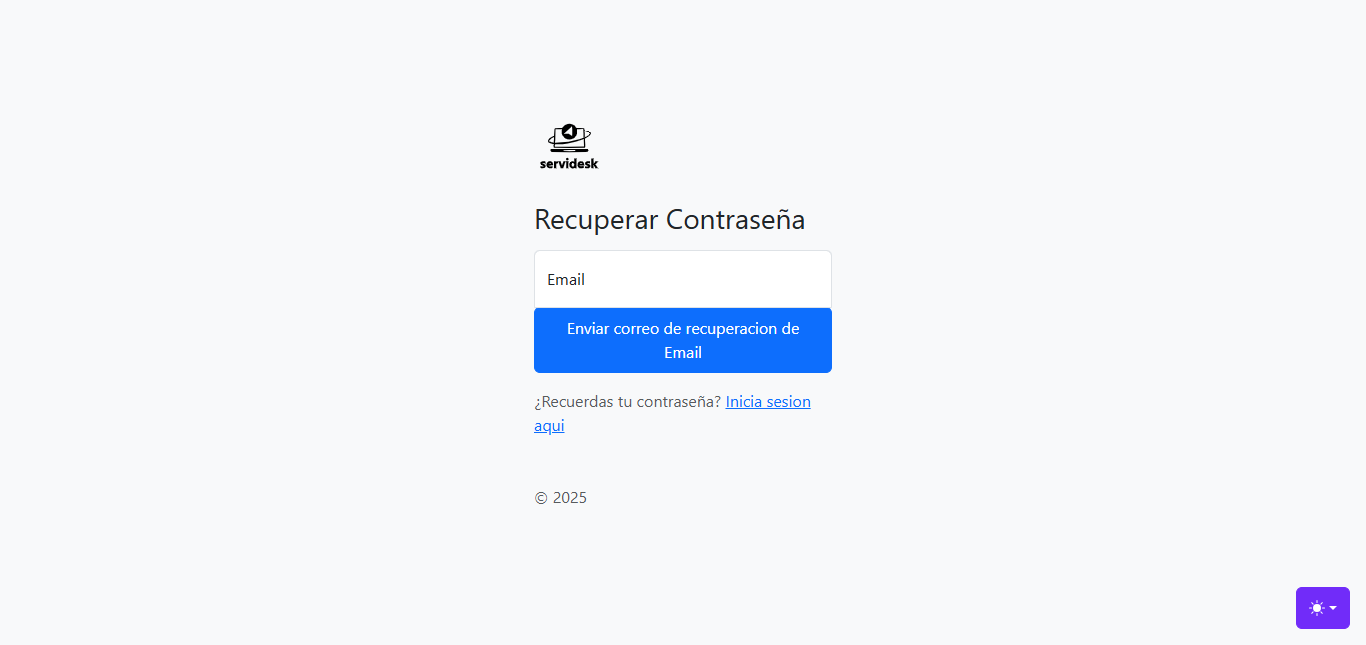 servidesk
Recuperar Contraseña
Email
Enviar correo de recuperacion de
Email
¿Recuerdas tu contraseña? Inicia sesion
aqui
© 2025